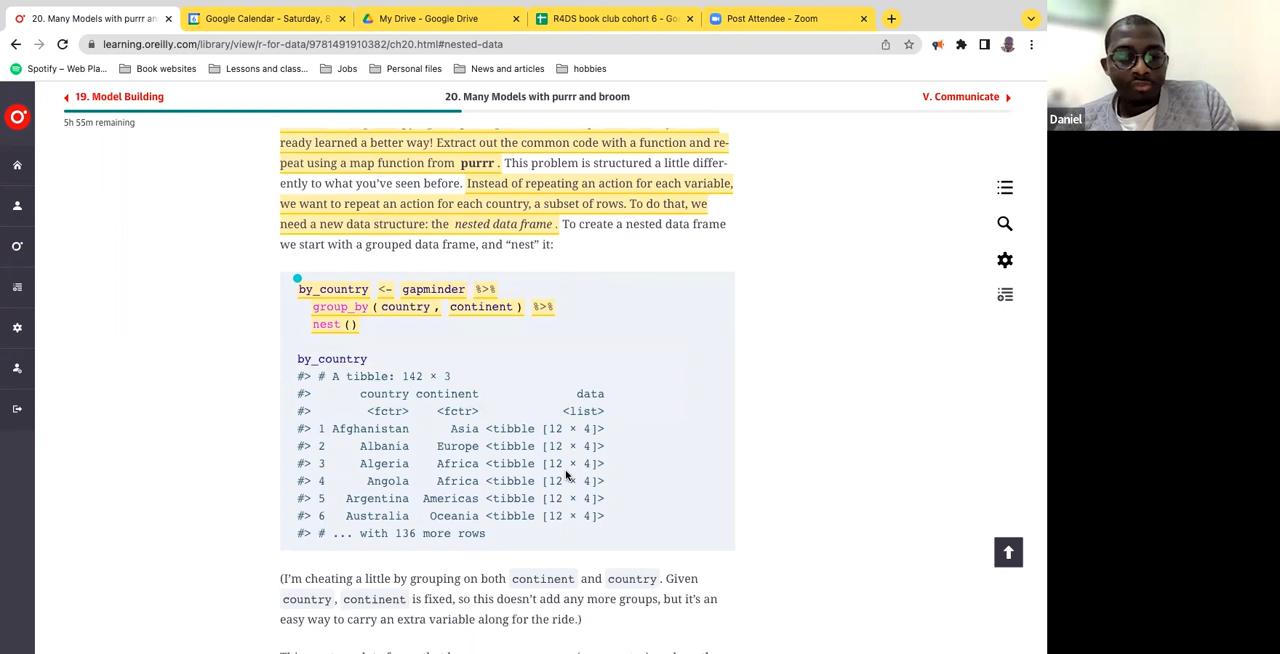 20. Many Models with purrr an
Google Calendar - Saturday, 8
My Drive - Google Drive
R4DS book club cohort 6 - Go
Post Attendee - Zoom
learning.oreilly.com/library/view/r-for-data/9781491910382/ch20.html#nested-data
Spotify – Web Pla...
Book websites
Lessons and class...
Jobs
Personal files
News and articles
hobbies
19. Model Building
20. Many Models with purrr and broom
V. Communicate
5h 55m remaining
ready learned a better way! Extract out the common code with a function and re-
peat using a map function from purrr . This problem is structured a little differ-
ently to what you’ve seen before. Instead of repeating an action for each variable,
we want to repeat an action for each country, a subset of rows. To do that, we
need a new data structure: the nested data frame . To create a nested data frame
we start with a grouped data frame, and “nest” it:
by_country <- gapminder %>%
group_by(country, continent) %>%
nest()
by_country
#> # A tibble: 142 × 3
#> country continent data
#> <fctr> <fctr> <list>
#> 1 Afghanistan Asia <tibble [12 × 4]>
#> 2 Albania Europe <tibble [12 × 4]>
#> 3 Algeria Africa <tibble [12 × 4]>
#> 4 Angola Africa <tibble [12 × 4]>
#> 5 Argentina Americas <tibble [12 × 4]>
#> 6 Australia Oceania <tibble [12 × 4]>
#> # ... with 136 more rows
(I’m cheating a little by grouping on both continent and country. Given
country, continent is fixed, so this doesn’t add any more groups, but it’s an
easy way to carry an extra variable along for the ride.)
Daniel